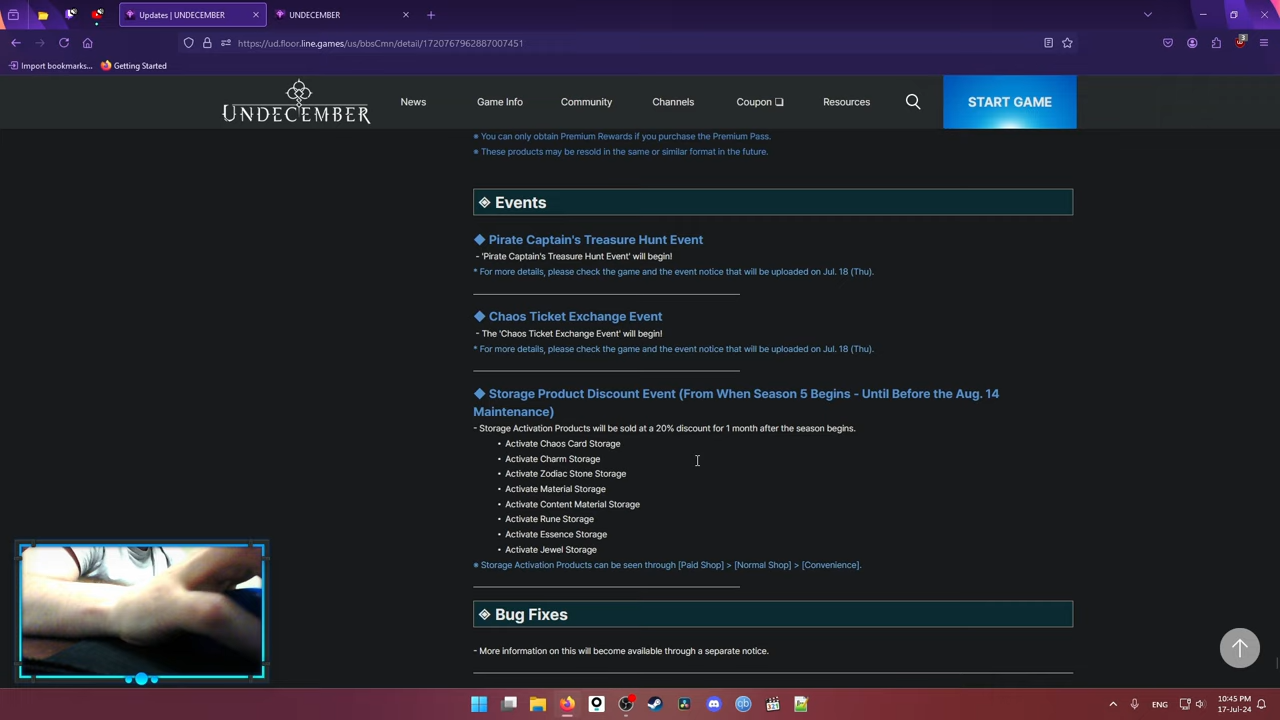 Updates | UNDECEMBER
UNDECEMBER
https://ud.floor.line.games/us/bbsCmn/detail/1720767962887007451
Import bookmarks...
Getting Started
UNDECEMBER
News
Game Info
Community
Channels
Coupon ❏
Resources
START GAME
※ You can only obtain Premium Rewards if you purchase the Premium Pass.
※ These products may be resold in the same or similar format in the future.
◈ Events
◆ Pirate Captain's Treasure Hunt Event
- 'Pirate Captain's Treasure Hunt Event' will begin!
* For more details, please check the game and the event notice that will be uploaded on Jul. 18 (Thu).
◆ Chaos Ticket Exchange Event
- The 'Chaos Ticket Exchange Event' will begin!
* For more details, please check the game and the event notice that will be uploaded on Jul. 18 (Thu).
◆ Storage Product Discount Event (From When Season 5 Begins - Until Before the Aug. 14
Maintenance)
- Storage Activation Products will be sold at a 20% discount for 1 month after the season begins.
• Activate Chaos Card Storage
• Activate Charm Storage
• Activate Zodiac Stone Storage
• Activate Material Storage
• Activate Content Material Storage
• Activate Rune Storage
• Activate Essence Storage
• Activate Jewel Storage
※ Storage Activation Products can be seen through [Paid Shop] > [Normal Shop] > [Convenience].
◈ Bug Fixes
- More information on this will become available through a separate notice.
ENG
10:45 PM
17-Jul-24